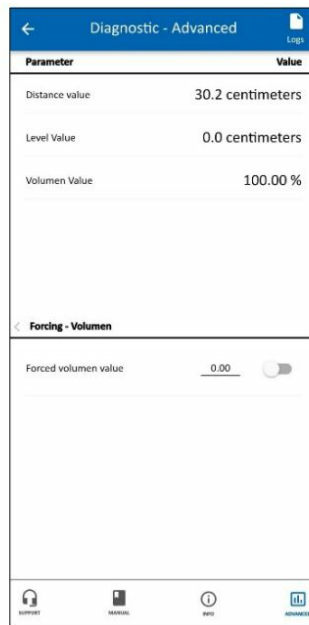 Diagnostic - Advanced
Logs
Parameter Value
Distance value 30.2 centimeters
Level Value 0.0 centimeters
Volumen Value 100.00 %
Forcing - Volumen
Forced volumen value 0.00
SUPPORT MANUAL INFO ADVANCED